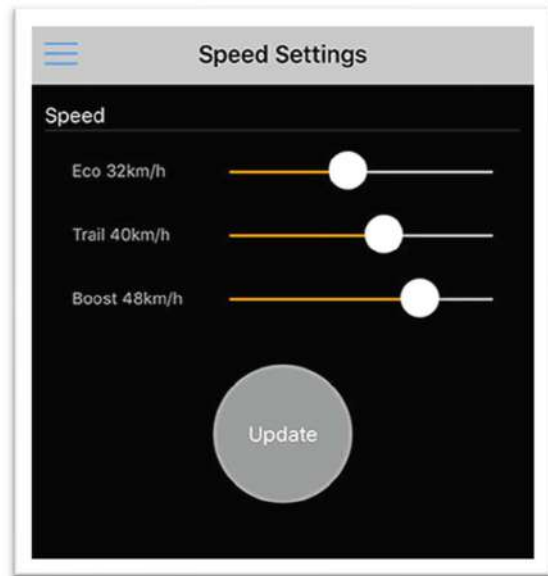 Speed Settings
Speed
Eco 32km/h
Trail 40km/h
Boost 48km/h
Update